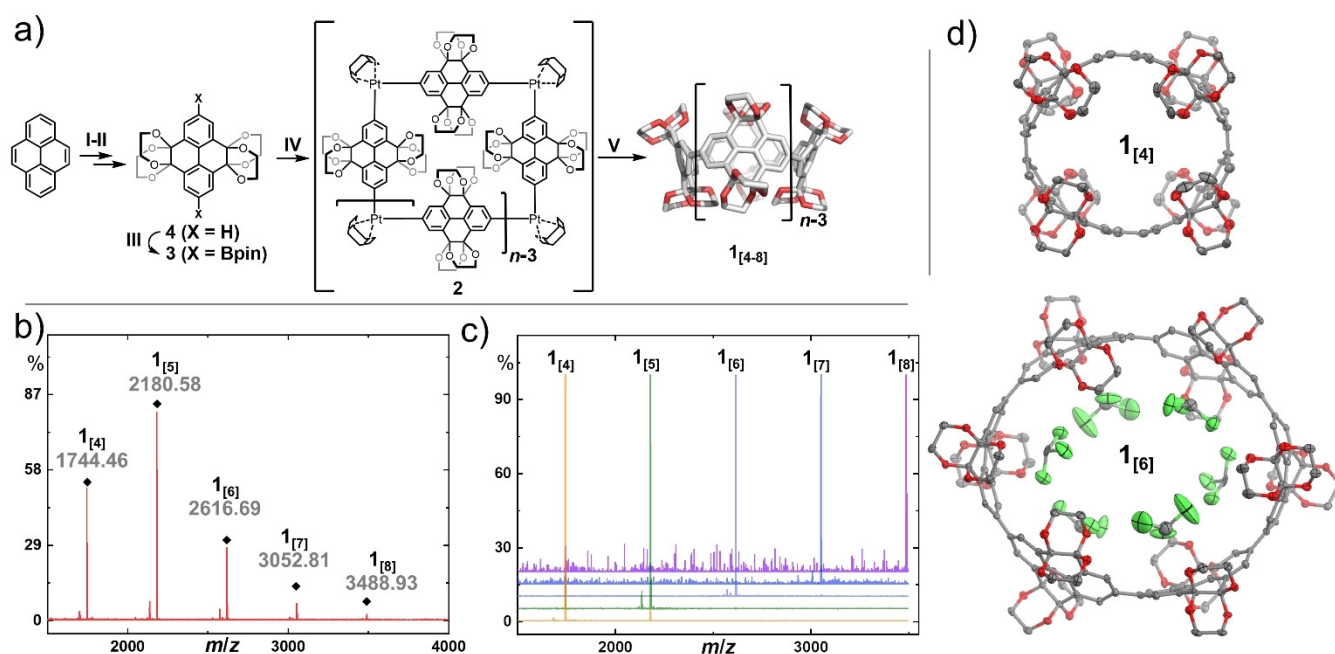 a)
I-II
X
X
O O O O
O O O O
4 (X = H)
III
3 (X = Bpin)
IV
Pt Pt
Pt Pt
n-3
2
V
n-3
1[4-8]
b)
%
87
58
29
0
1[4]
1744.46
1[5]
2180.58
1[6]
2616.69
1[7]
3052.81
1[8]
3488.93
2000 m/z 3000 4000
c)
%
90
60
30
0
1[4] 1[5] 1[6] 1[7] 1[8]
2000 m/z 3000
d)
1[4]
1[6]